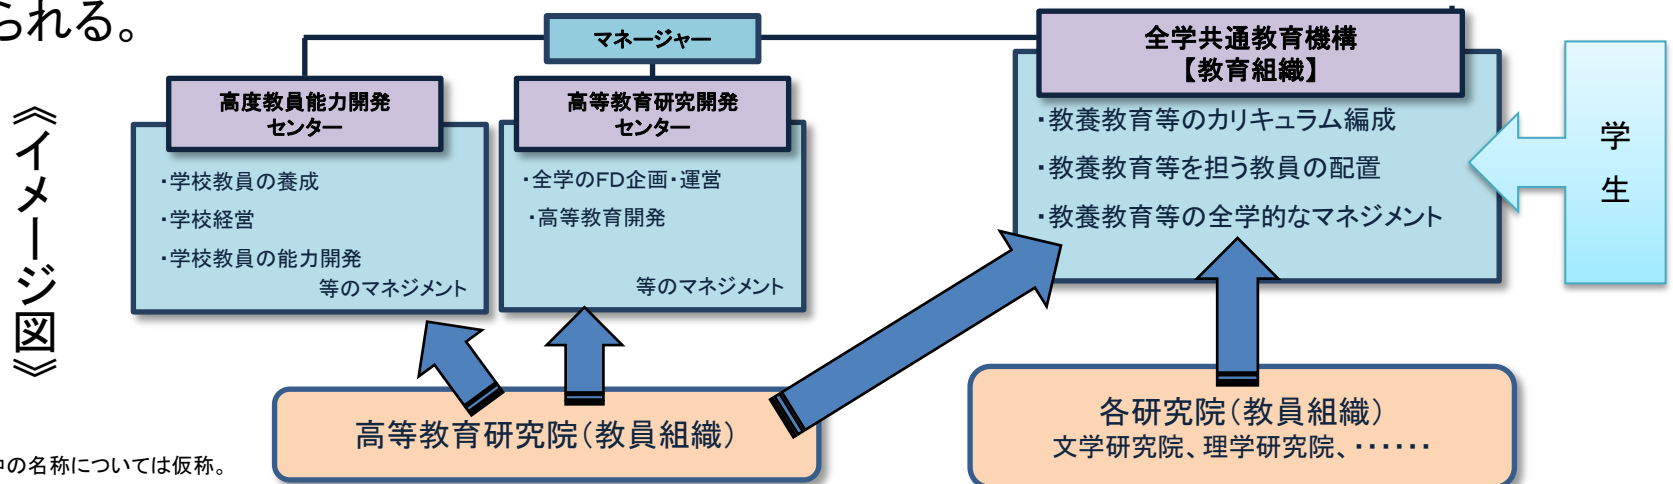 られる。
《イメージ図》
マネージャー
高度教員能力開発
センター
・学校教員の養成
・学校経営
・学校教員の能力開発
等のマネジメント
高等教育研究開発
センター
・全学のFD企画・運営
・高等教育開発
等のマネジメント
全学共通教育機構
【教育組織】
・教養教育等のカリキュラム編成
・教養教育等を担う教員の配置
・教養教育等の全学的なマネジメント
学生
高等教育研究院(教員組織)
各研究院(教員組織)
文学研究院、理学研究院、・・・・・・
の名称については仮称。